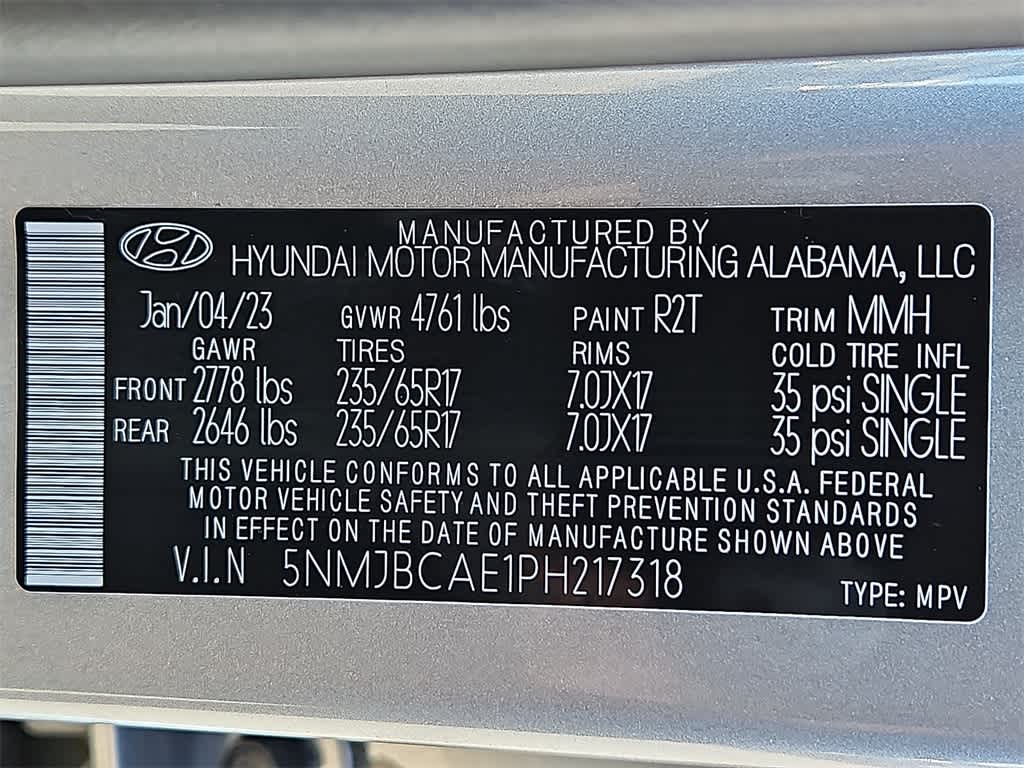 MANUFACTURED BY
HYUNDAI MOTOR MANUFACTURING ALABAMA, LLC
Jan/04/23 GVWR 4761 lbs PAINT R2T TRIM MMH
GAWR TIRES RIMS COLD TIRE INFL
FRONT 2778 lbs 235/65R17 7.0JX17 35 psi SINGLE
REAR 2646 lbs 235/65R17 7.0JX17 35 psi SINGLE
THIS VEHICLE CONFORMS TO ALL APPLICABLE U.S.A. FEDERAL
MOTOR VEHICLE SAFETY AND THEFT PREVENTION STANDARDS
IN EFFECT ON THE DATE OF MANUFACTURE SHOWN ABOVE
V.I.N 5NMJBCAE1PH217318 TYPE: MPV